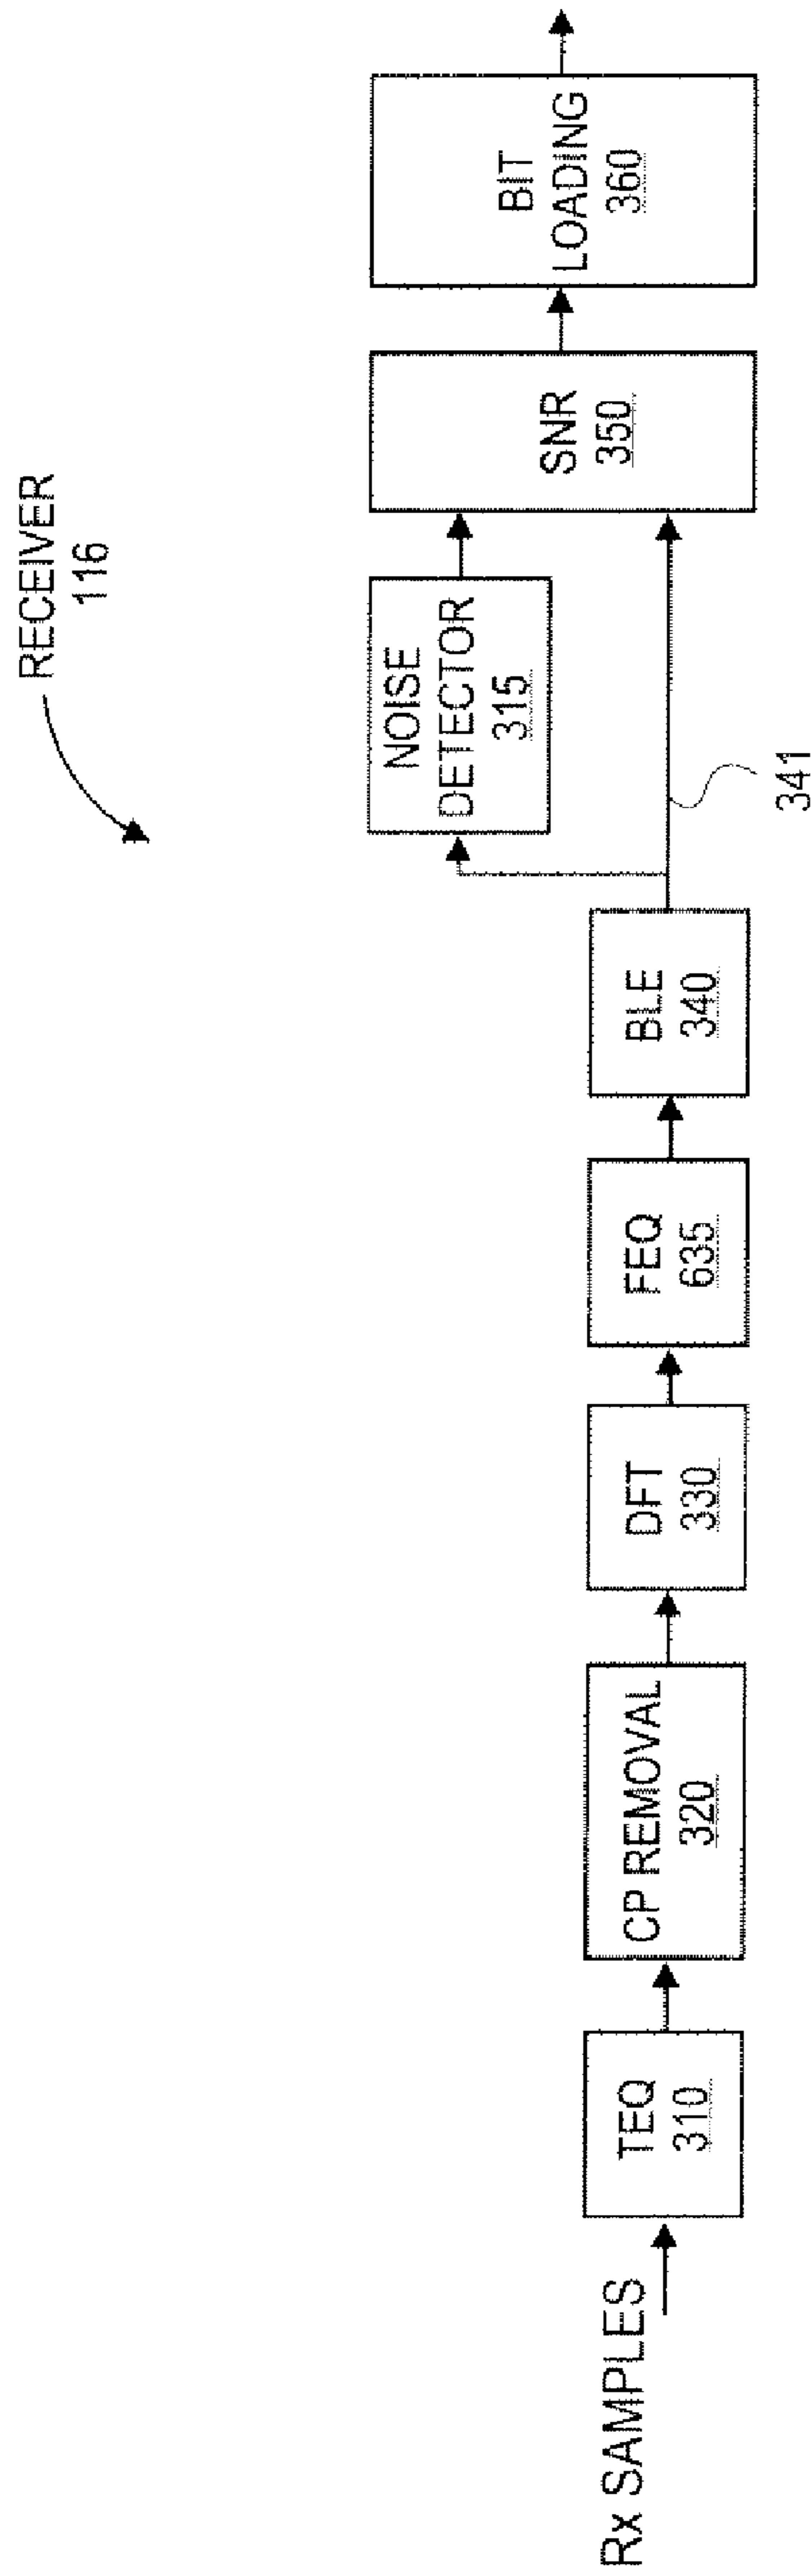 RECEIVER
116
Rx SAMPLES
TEQ
310
CP REMOVAL
320
DFT
330
FEQ
635
BLE
340
341
NOISE
DETECTOR
315
SNR
350
BIT
LOADING
360